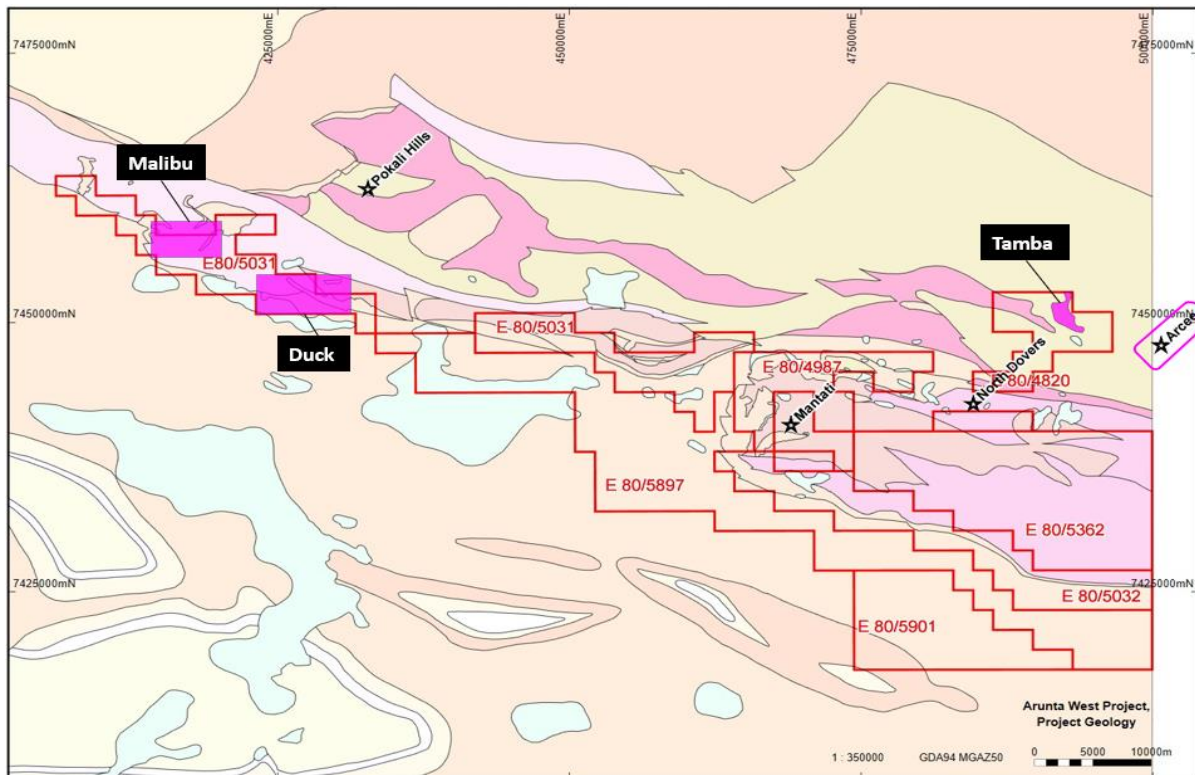 7475000mN
425000mE
450000mE
475000mE
7475000mN
Malibu
Pokali Hills
Tamba
E80/5031
7450000mN
Duck
E 80/5031
7450000mN
Arces
E 80/4987
North Dovers
80/4820
Mantati
E 80/5897
E 80/5362
7425000mN
7425000mN
E 80/5032
E 80/5901
Arunta West Project,
Project Geology
1 : 350000
GDA94 MGAZ50
0
5000
10000m